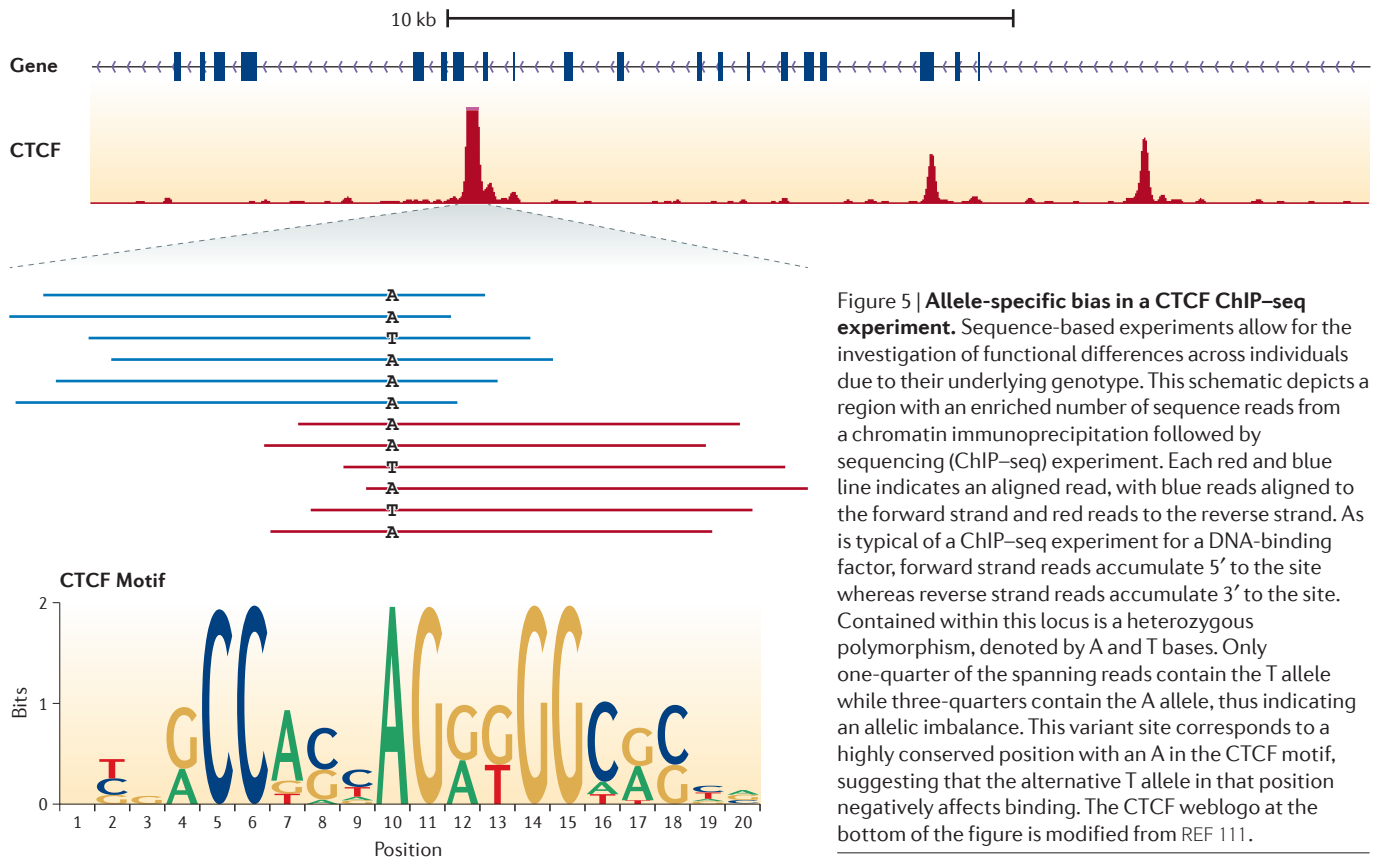 10 kb
Gene
CTCF
A
A
T
A
A
A
A
A
T
A
T
A
CTCF Motif
2
1
0
Bits
T
C
G
G
G
A
C
C
A
G
T
C
G
A
C
T
A
A
G
G
A
G
T
G
G
C
A
T
G
A
T
C
G
C
T
A
A
G
C
1 2 3 4 5 6 7 8 9 10 11 12 13 14 15 16 17 18 19 20
Position
Figure 5 | Allele-specific bias in a CTCF ChIP–seq
experiment. Sequence-based experiments allow for the
investigation of functional differences across individuals
due to their underlying genotype. This schematic depicts a
region with an enriched number of sequence reads from
a chromatin immunoprecipitation followed by
sequencing (ChIP–seq) experiment. Each red and blue
line indicates an aligned read, with blue reads aligned to
the forward strand and red reads to the reverse strand. As
is typical of a ChIP–seq experiment for a DNA-binding
factor, forward strand reads accumulate 5′ to the site
whereas reverse strand reads accumulate 3′ to the site.
Contained within this locus is a heterozygous
polymorphism, denoted by A and T bases. Only
one-quarter of the spanning reads contain the T allele
while three-quarters contain the A allele, thus indicating
an allelic imbalance. This variant site corresponds to a
highly conserved position with an A in the CTCF motif,
suggesting that the alternative T allele in that position
negatively affects binding. The CTCF weblogo at the
bottom of the figure is modified from REF 111.